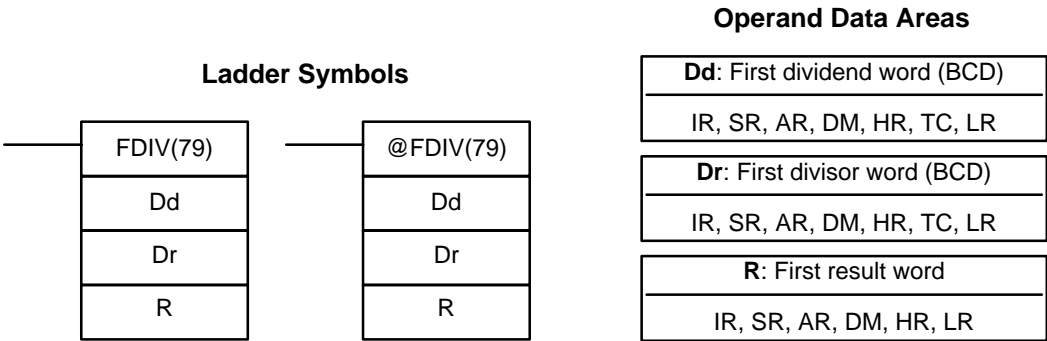 Ladder Symbols
FDIV(79)
Dd
Dr
R
@FDIV(79)
Dd
Dr
R
Operand Data Areas
Dd: First dividend word (BCD)
IR, SR, AR, DM, HR, TC, LR
Dr: First divisor word (BCD)
IR, SR, AR, DM, HR, TC, LR
R: First result word
IR, SR, AR, DM, HR, LR